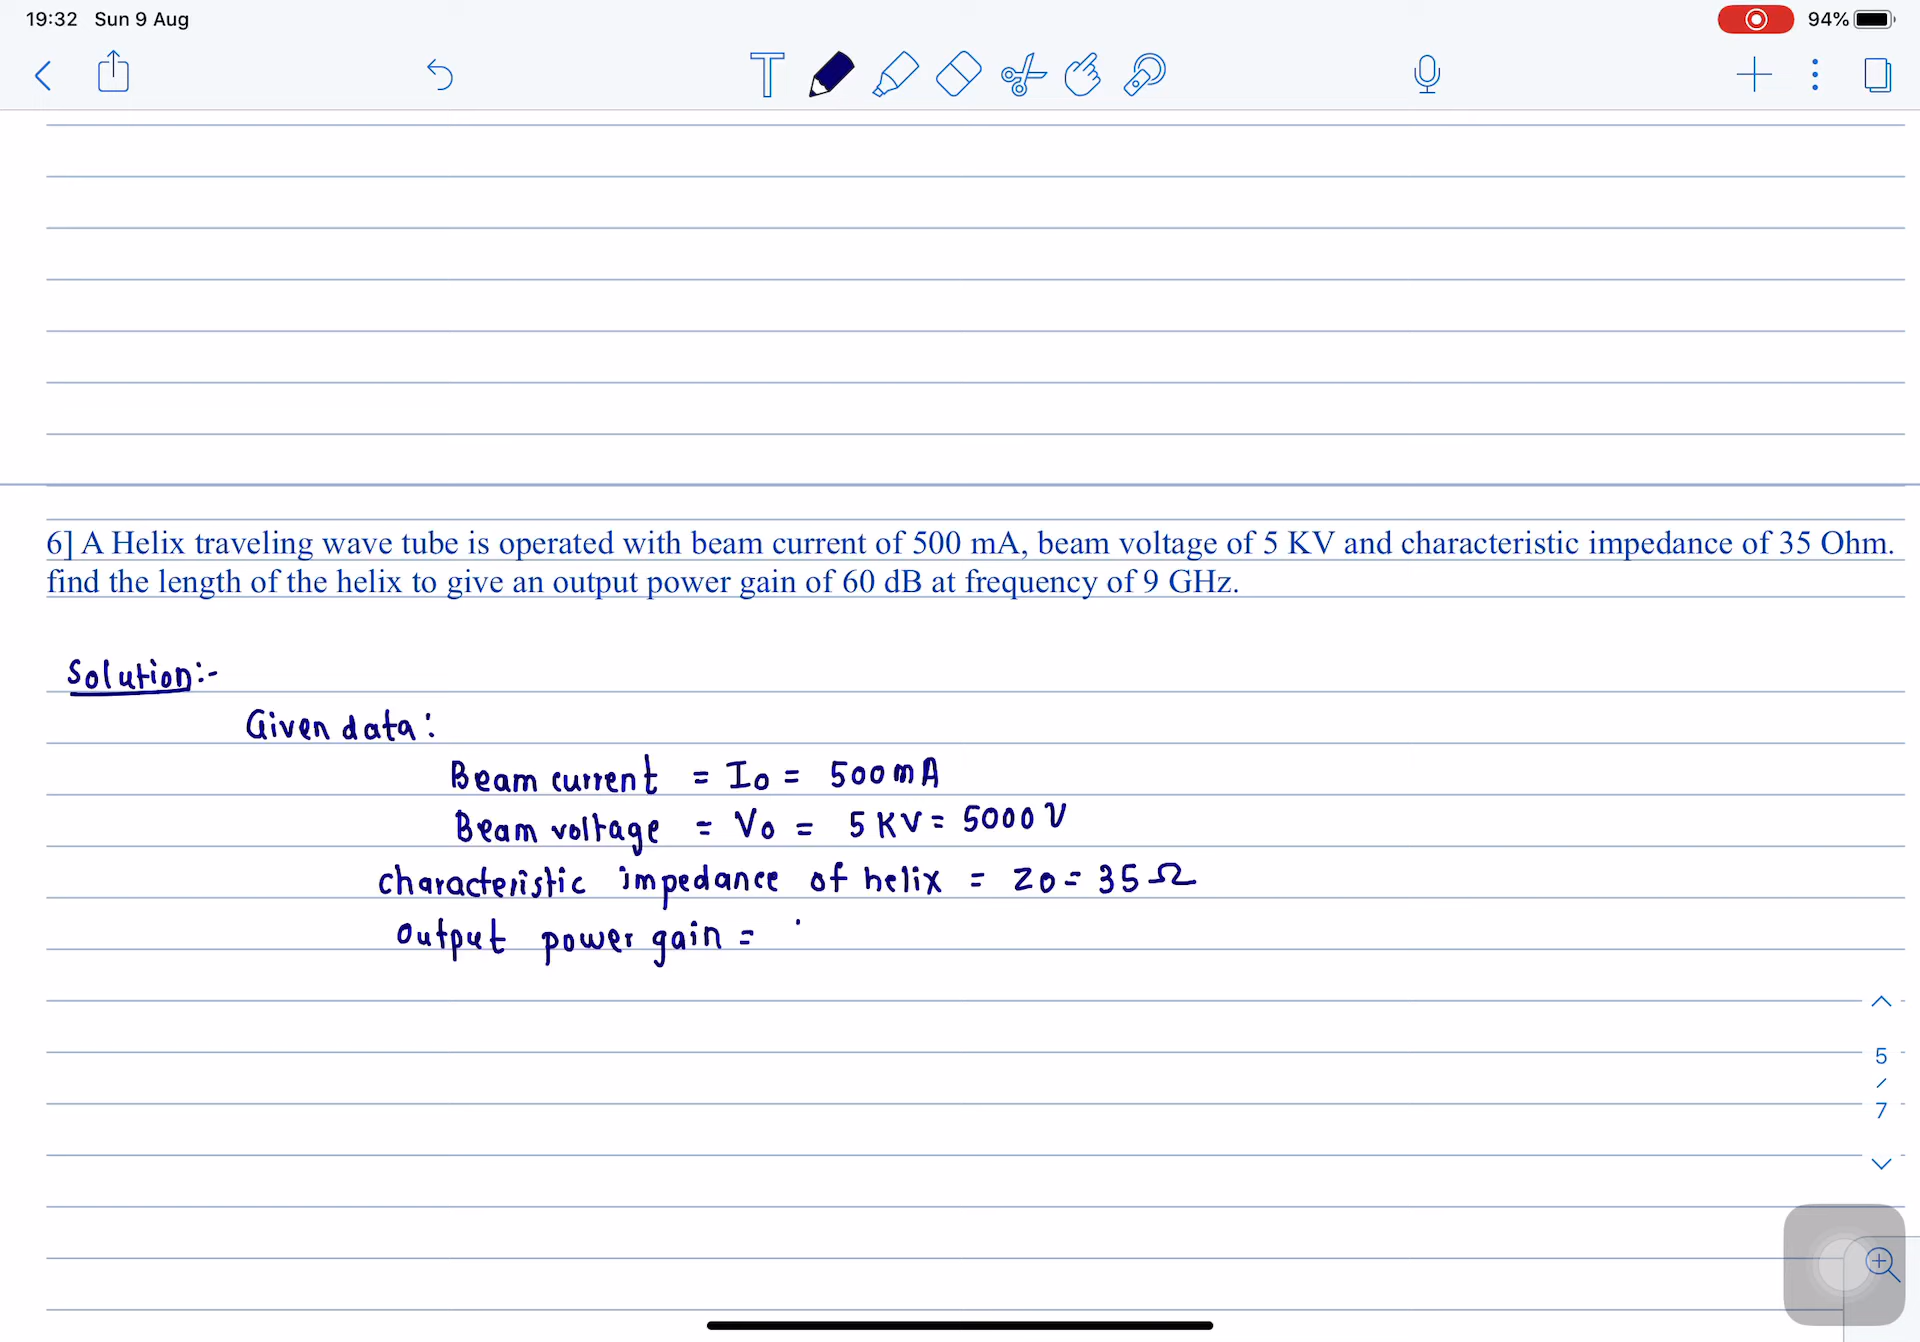 19:32 Sun 9 Aug 94%
6] A Helix traveling wave tube is operated with beam current of 500 mA, beam voltage of 5 KV and characteristic impedance of 35 Ohm.
find the length of the helix to give an output power gain of 60 dB at frequency of 9 GHz.
Solution:-
Given data:
Beam current = Io = 500mA
Beam voltage = Vo = 5 KV = 5000 V
characteristic impedance of helix = Zo = 35 Ω
output power gain =
5
/
7